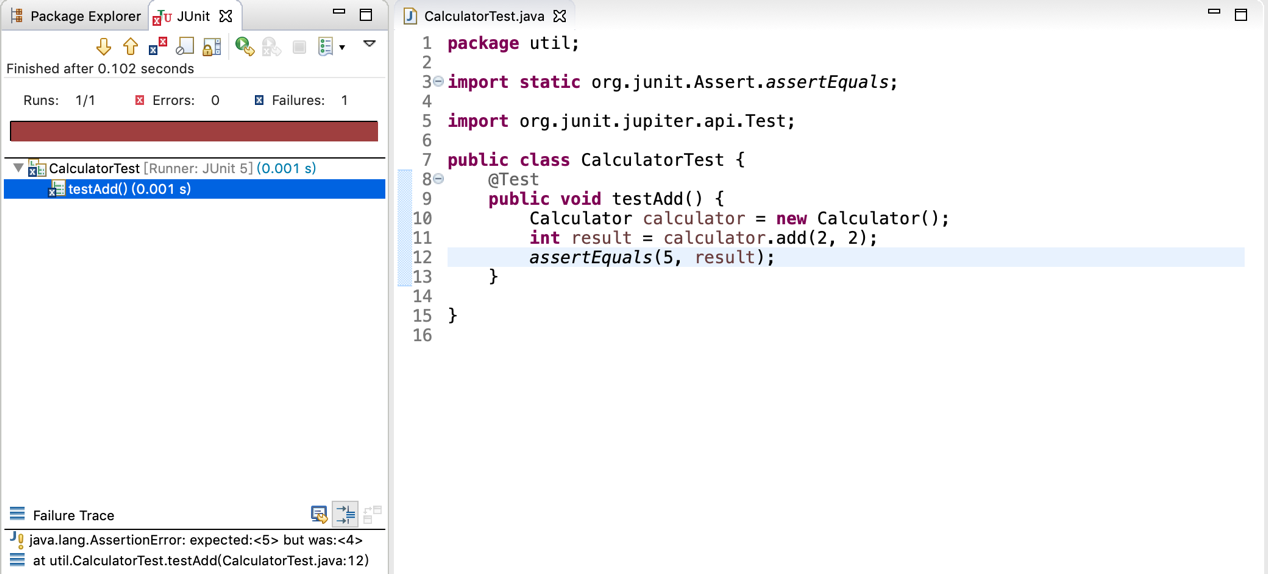 Package Explorer
JUnit
Finished after 0.102 seconds
Runs: 1/1 Errors: 0 Failures: 1
CalculatorTest [Runner: JUnit 5] (0.001 s)
testAdd() (0.001 s)
Failure Trace
java.lang.AssertionError: expected:<5> but was:<4>
at util.CalculatorTest.testAdd(CalculatorTest.java:12)
CalculatorTest.java
1 package util;
2
3 import static org.junit.Assert.assertEquals;
4
5 import org.junit.jupiter.api.Test;
6
7 public class CalculatorTest {
8 @Test
9 public void testAdd() {
10 Calculator calculator = new Calculator();
11 int result = calculator.add(2, 2);
12 assertEquals(5, result);
13 }
14
15 }
16